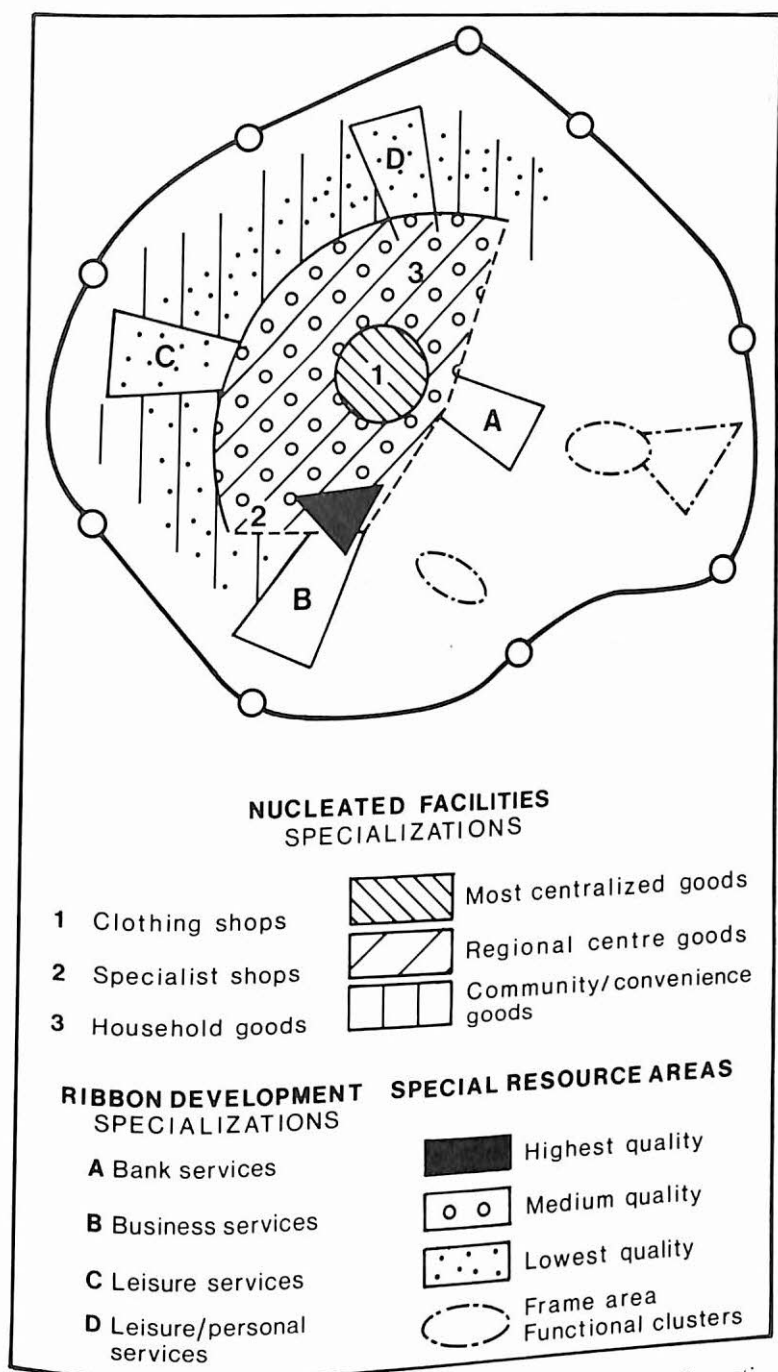 D
3
C
1
A
2
B
NUCLEATED FACILITIES
SPECIALIZATIONS
1 Clothing shops
2 Specialist shops
3 Household goods
Most centralized goods
Regional centre goods
Community/convenience
goods
RIBBON DEVELOPMENT
SPECIALIZATIONS
A Bank services
B Business services
C Leisure services
D Leisure/personal
services
SPECIAL RESOURCE AREAS
Highest quality
Medium quality
Lowest quality
Frame area
Functional clusters